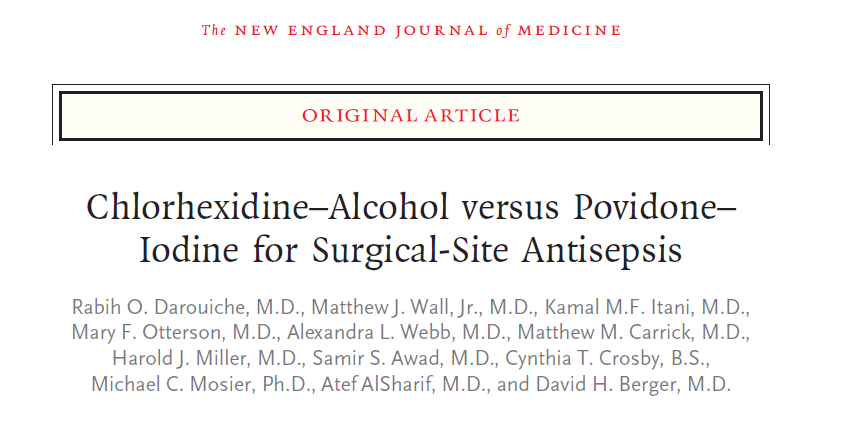 The NEW ENGLAND JOURNAL of MEDICINE
ORIGINAL ARTICLE
Chlorhexidine–Alcohol versus Povidone–
Iodine for Surgical-Site Antisepsis
Rabih O. Darouiche, M.D., Matthew J. Wall, Jr., M.D., Kamal M.F. Itani, M.D.,
Mary F. Otterson, M.D., Alexandra L. Webb, M.D., Matthew M. Carrick, M.D.,
Harold J. Miller, M.D., Samir S. Awad, M.D., Cynthia T. Crosby, B.S.,
Michael C. Mosier, Ph.D., Atef AlSharif, M.D., and David H. Berger, M.D.